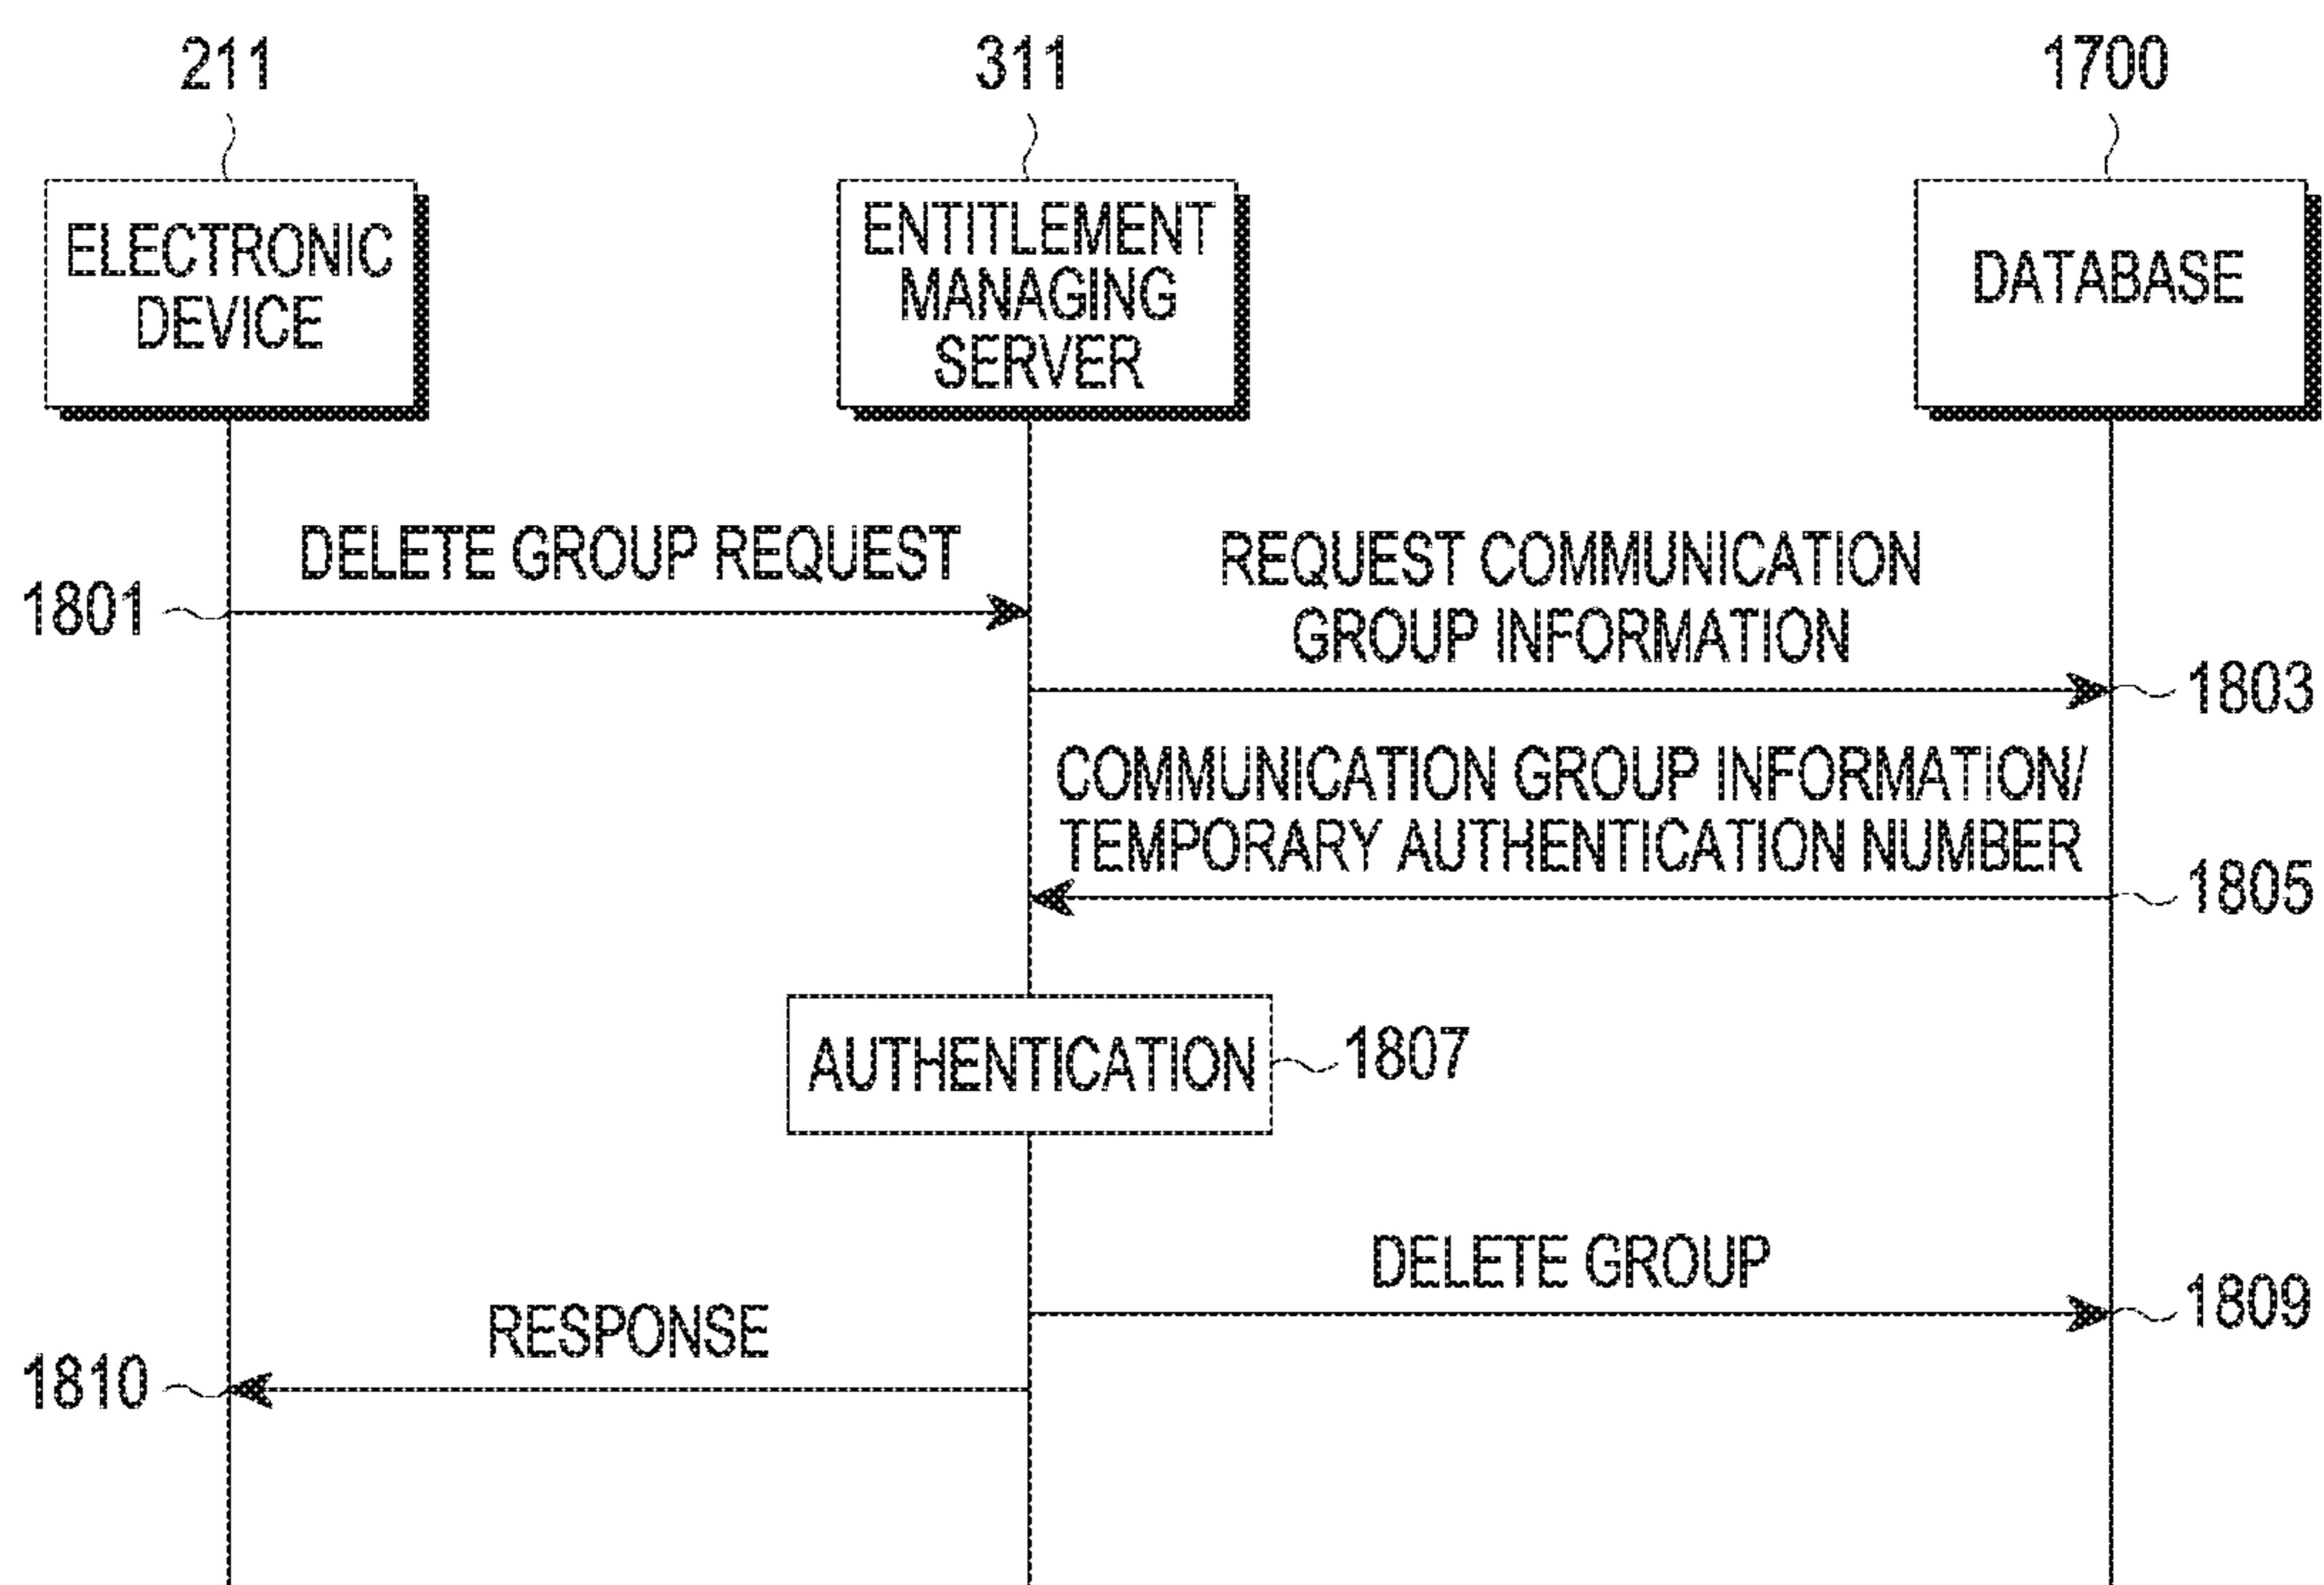 211
311
1700
ELECTRONIC
DEVICE
ENTITLEMENT
MANAGING
SERVER
DATABASE
DELETE GROUP REQUEST
1801
REQUEST COMMUNICATION
GROUP INFORMATION
1803
COMMUNICATION GROUP INFORMATION/
TEMPORARY AUTHENTICATION NUMBER
1805
AUTHENTICATION
1807
DELETE GROUP
1809
RESPONSE
1810